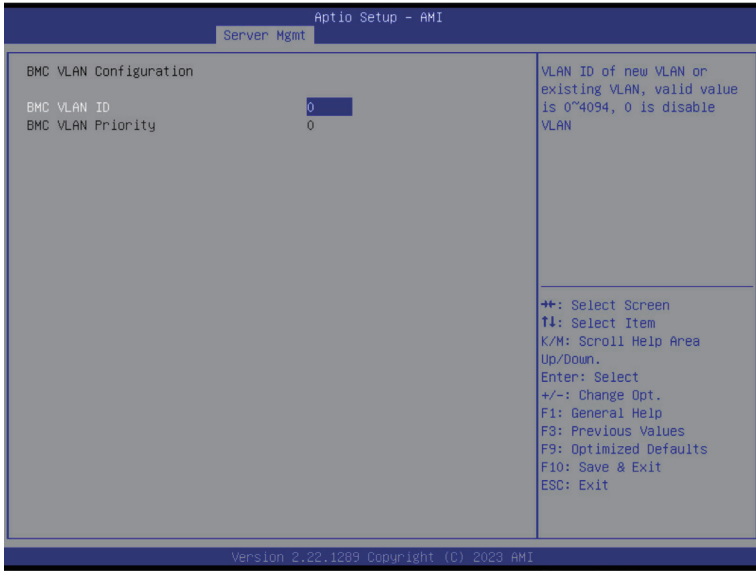 Aptio Setup – AMI
Server Mgmt
BMC VLAN Configuration
BMC VLAN ID 0
BMC VLAN Priority 0
VLAN ID of new VLAN or
existing VLAN, valid value
is 0~4094, 0 is disable
VLAN
→←: Select Screen
↑↓: Select Item
K/M: Scroll Help Area
Up/Down.
Enter: Select
+/-: Change Opt.
F1: General Help
F3: Previous Values
F9: Optimized Defaults
F10: Save & Exit
ESC: Exit
Version 2.22.1289 Copyright (C) 2023 AMI